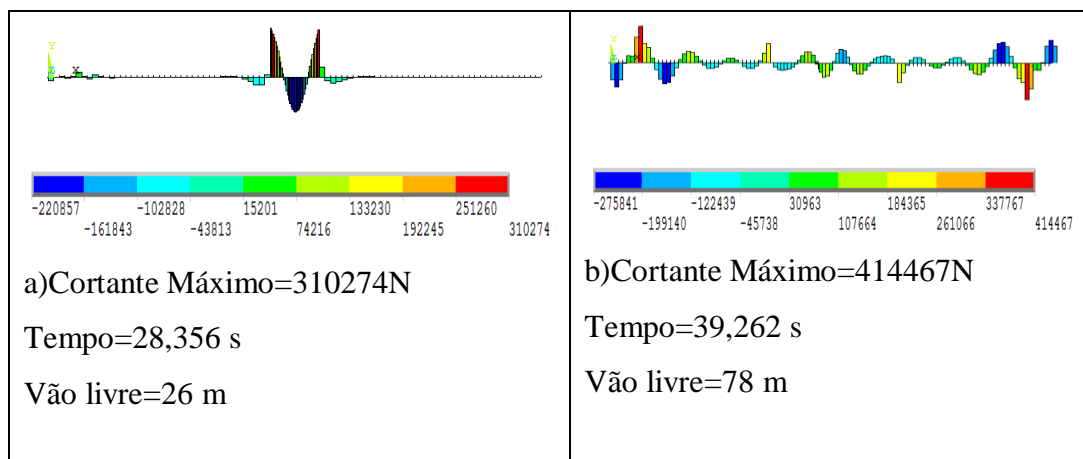 Y
X
-220857 -102828 15201 133230 251260
-161843 -43813 74216 192245 310274
a)Cortante Máximo=310274N
Tempo=28,356 s
Vão livre=26 m
-275841 -122439 30963 184365 337767
-199140 -45738 107664 261066 414467
b)Cortante Máximo=414467N
Tempo=39,262 s
Vão livre=78 m